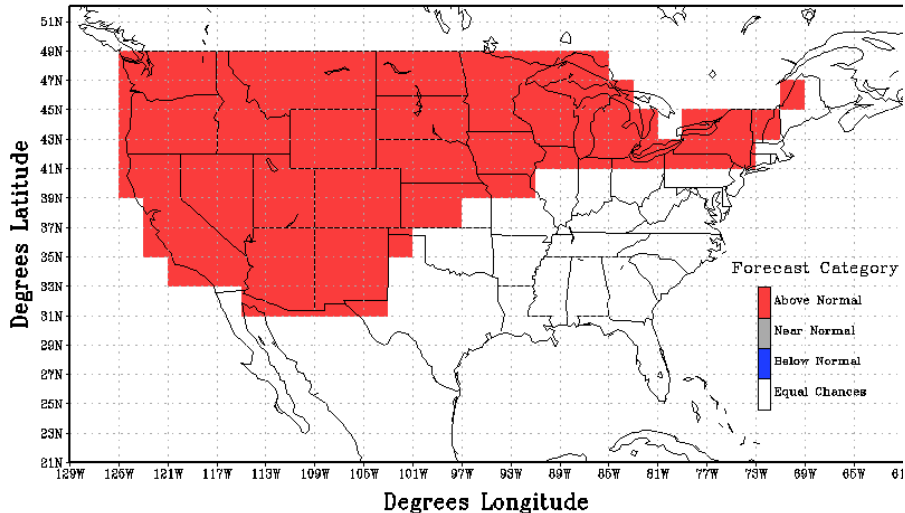 51N
49N
47N
45N
43N
41N
39N
37N
35N
33N
31N
29N
27N
25N
23N
21N
Degrees Latitude
Forecast Category
Above Normal
Near Normal
Below Normal
Equal Chances
129W 125W 121W 117W 113W 109W 105W 101W 97W 93W 89W 85W 81W 77W 73W 69W 65W 61
Degrees Longitude